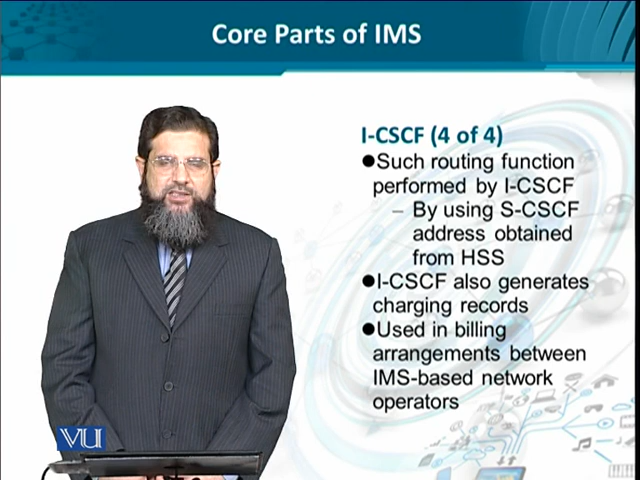 Core Parts of IMS
I-CSCF (4 of 4)
●Such routing function
performed by I-CSCF
– By using S-CSCF
address obtained
from HSS
●I-CSCF also generates
charging records
●Used in billing
arrangements between
IMS-based network
operators
VU